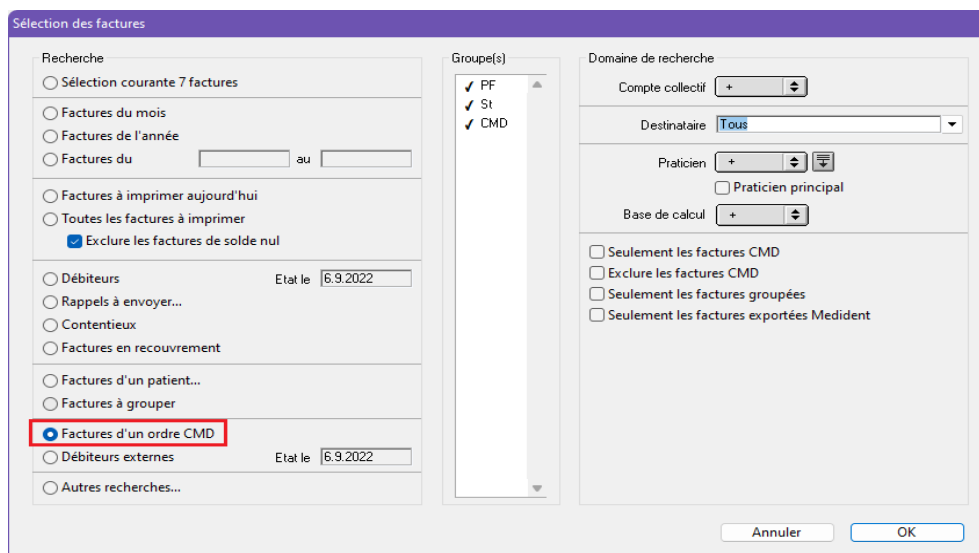 Sélection des factures
Recherche
Sélection courante 7 factures
Factures du mois
Factures de l'année
Factures du au
Factures à imprimer aujourd'hui
Toutes les factures à imprimer
Exclure les factures de solde nul
Débiteurs Etat le 6.9.2022
Rappels à envoyer...
Contentieux
Factures en recouvrement
Factures d'un patient...
Factures à grouper
Factures d'un ordre CMD
Débiteurs externes Etat le 6.9.2022
Autres recherches...
Groupe(s)
✓ PF
✓ St
✓ CMD
Domaine de recherche
Compte collectif +
Destinataire Tous
Praticien +
Praticien principal
Base de calcul +
Seulement les factures CMD
Exclure les factures CMD
Seulement les factures groupées
Seulement les factures exportées Medident
Annuler OK